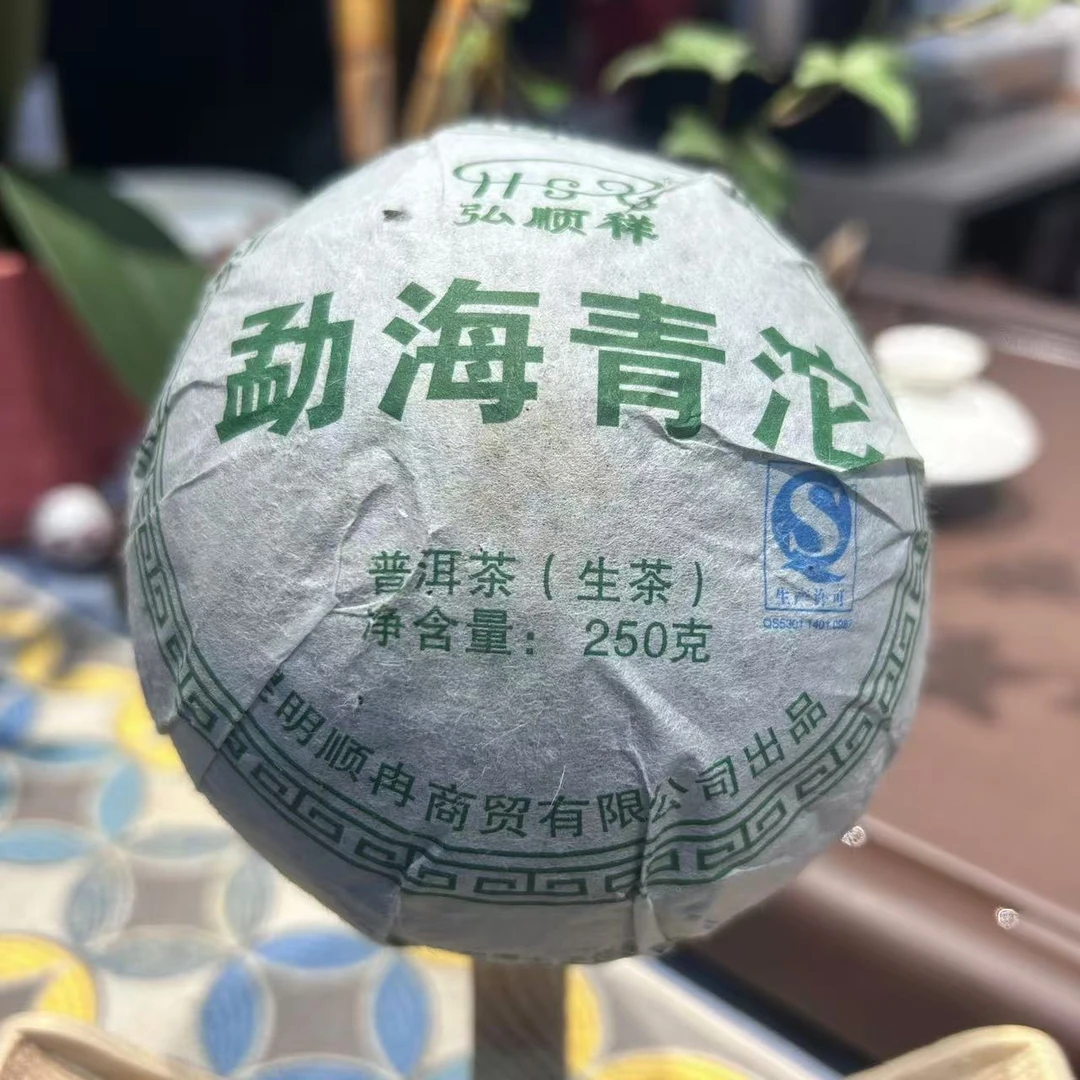 HSX
弘顺祥
勐海青沱
普洱茶（生茶）
净含量： 250克
生产许可
昆明顺冉商贸有限公司出品